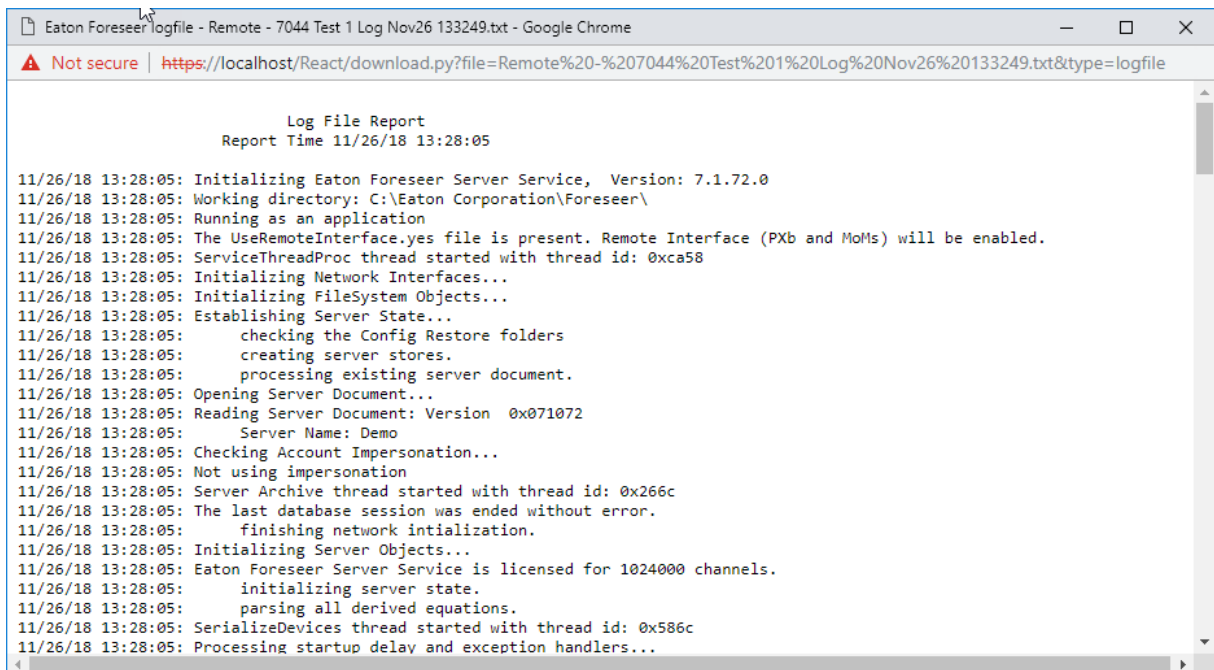 Eaton Foreseer logfile - Remote - 7044 Test 1 Log Nov26 133249.txt - Google Chrome
Not secure | https://localhost/React/download.py?file=Remote%20-%207044%20Test%201%20Log%20Nov26%20133249.txt&type=logfile
Log File Report
Report Time 11/26/18 13:28:05
11/26/18 13:28:05: Initializing Eaton Foreseer Server Service,  Version: 7.1.72.0
11/26/18 13:28:05: Working directory: C:\Eaton Corporation\Foreseer\
11/26/18 13:28:05: Running as an application
11/26/18 13:28:05: The UseRemoteInterface.yes file is present. Remote Interface (PXb and MoMs) will be enabled.
11/26/18 13:28:05: ServiceThreadProc thread started with thread id: 0xca58
11/26/18 13:28:05: Initializing Network Interfaces...
11/26/18 13:28:05: Initializing FileSystem Objects...
11/26/18 13:28:05: Establishing Server State...
11/26/18 13:28:05:      checking the Config Restore folders
11/26/18 13:28:05:      creating server stores.
11/26/18 13:28:05:      processing existing server document.
11/26/18 13:28:05: Opening Server Document...
11/26/18 13:28:05: Reading Server Document: Version  0x071072
11/26/18 13:28:05:      Server Name: Demo
11/26/18 13:28:05: Checking Account Impersonation...
11/26/18 13:28:05: Not using impersonation
11/26/18 13:28:05: Server Archive thread started with thread id: 0x266c
11/26/18 13:28:05: The last database session was ended without error.
11/26/18 13:28:05:      finishing network intialization.
11/26/18 13:28:05: Initializing Server Objects...
11/26/18 13:28:05: Eaton Foreseer Server Service is licensed for 1024000 channels.
11/26/18 13:28:05:      initializing server state.
11/26/18 13:28:05:      parsing all derived equations.
11/26/18 13:28:05: SerializeDevices thread started with thread id: 0x586c
11/26/18 13:28:05: Processing startup delay and exception handlers...